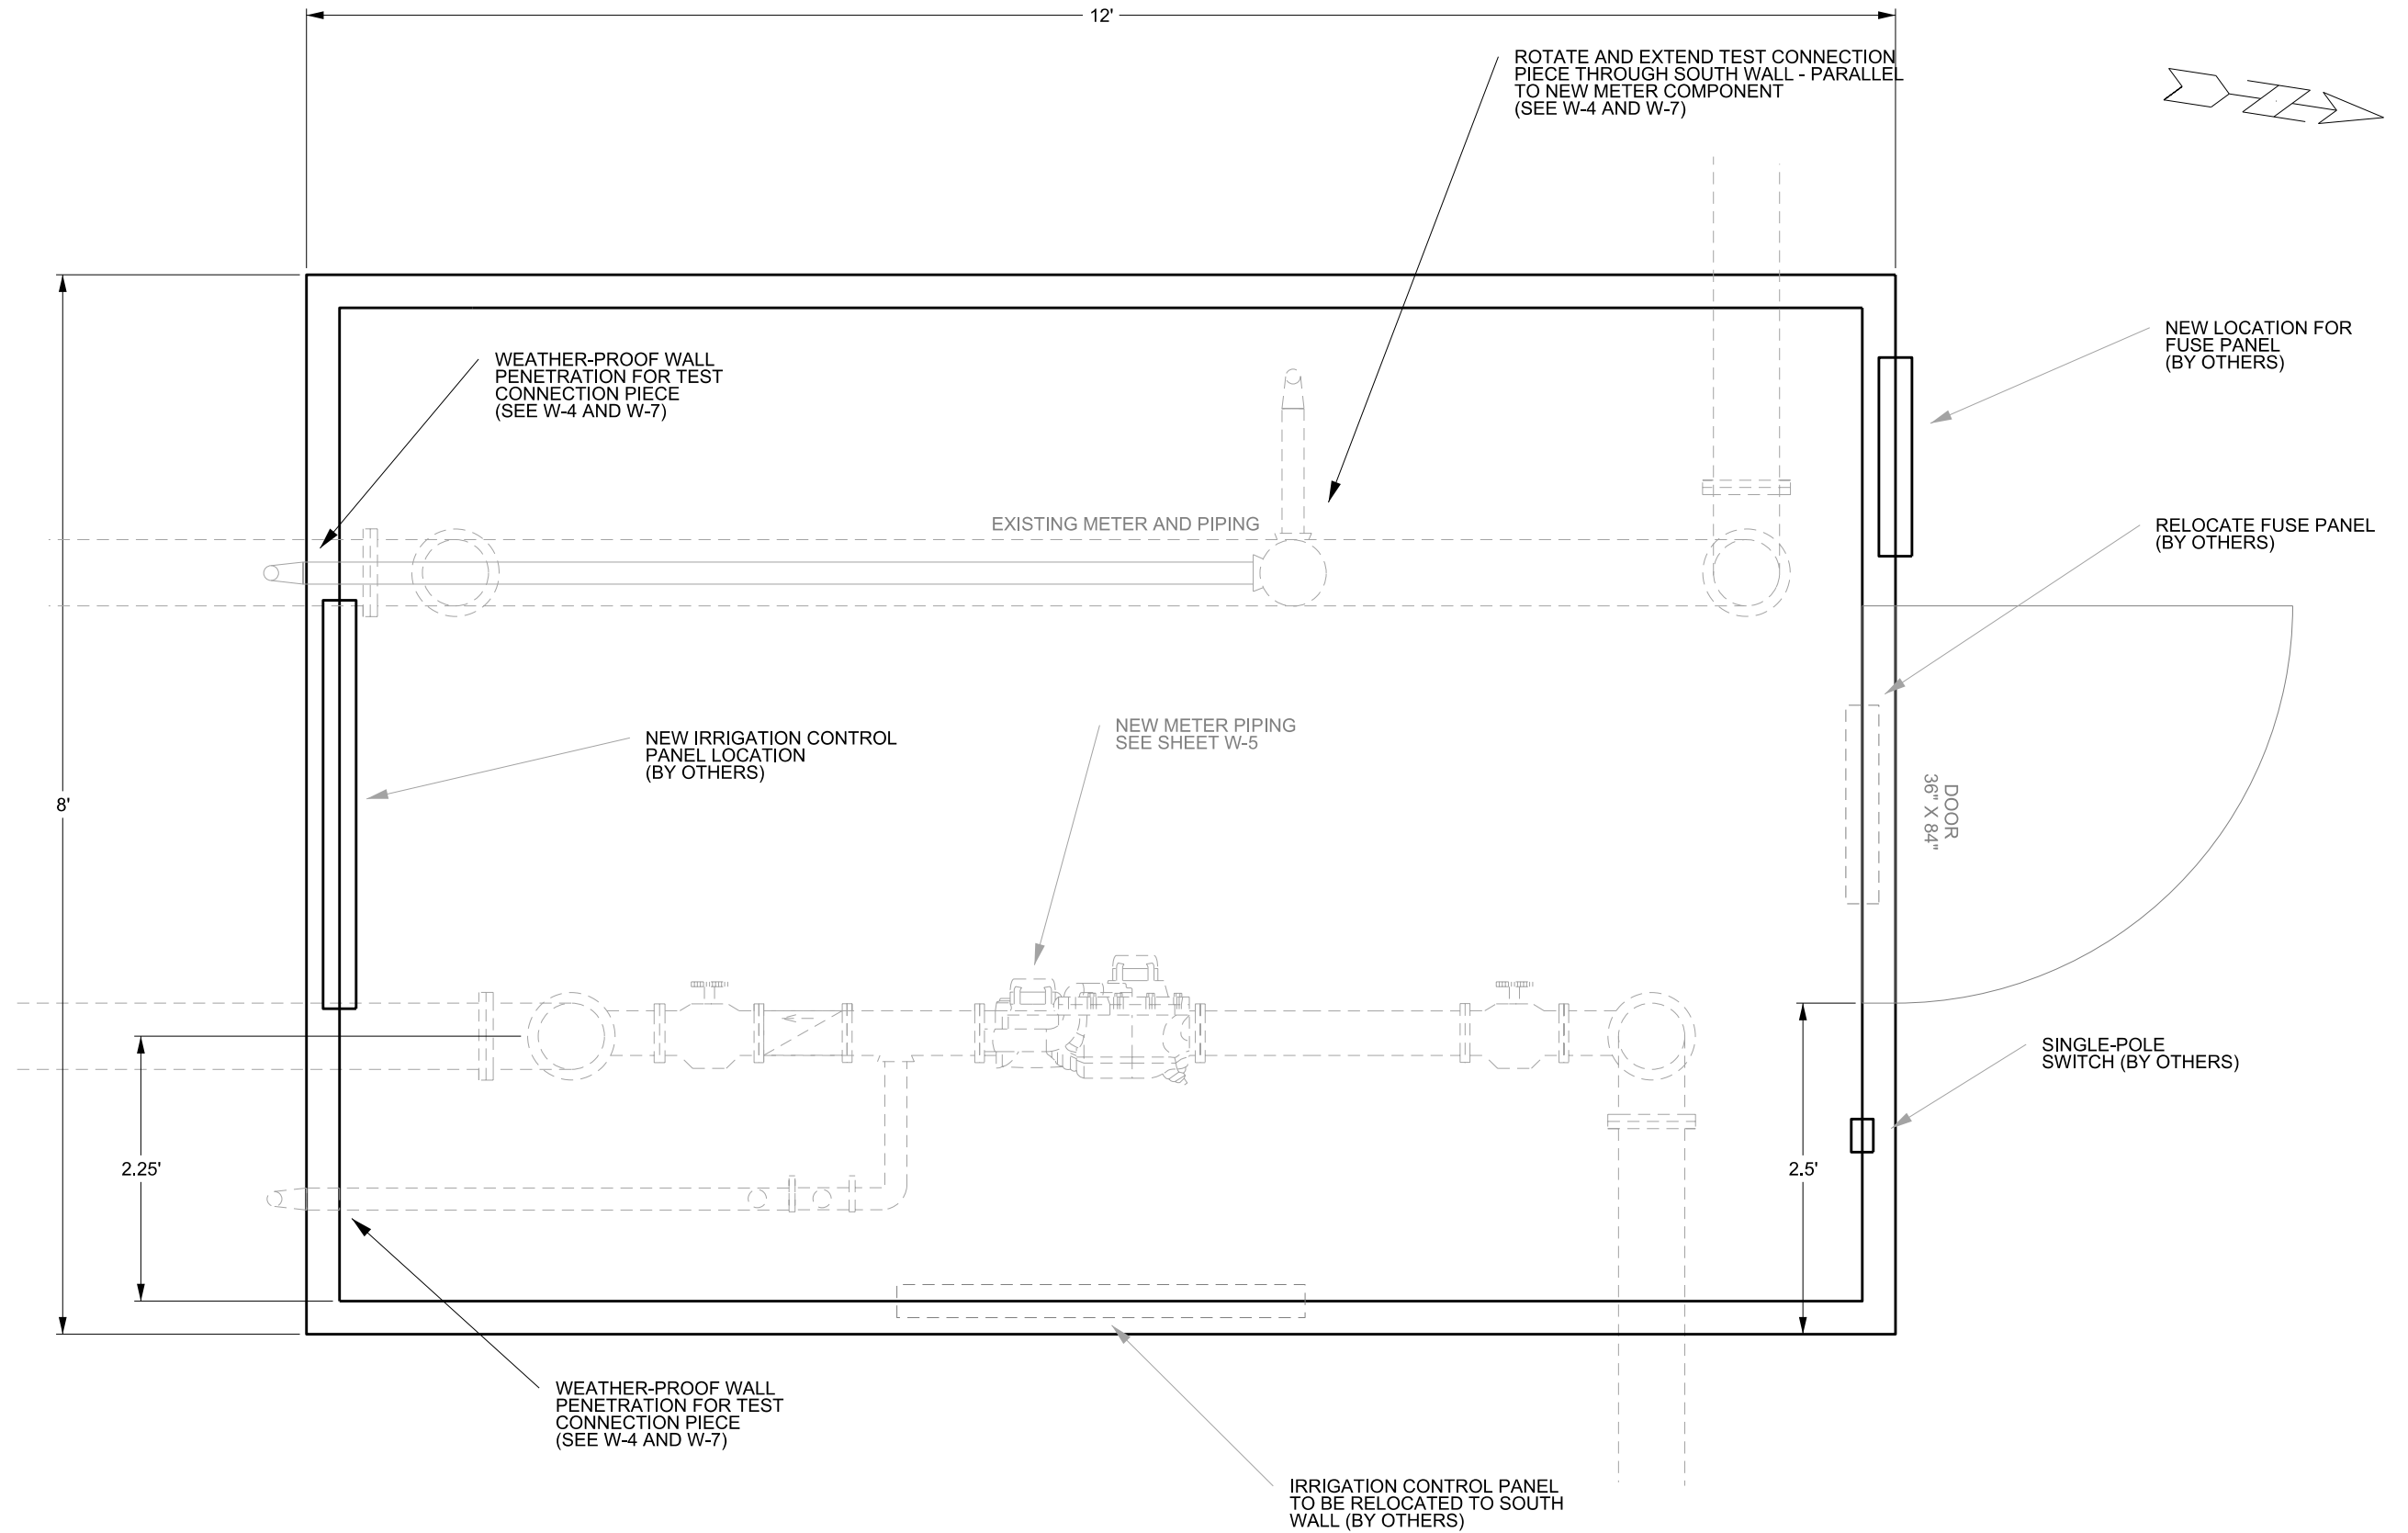 12'
ROTATE AND EXTEND TEST CONNECTION
PIECE THROUGH SOUTH WALL - PARALLEL
TO NEW METER COMPONENT
(SEE W-4 AND W-7)
NEW LOCATION FOR
FUSE PANEL
(BY OTHERS)
WEATHER-PROOF WALL
PENETRATION FOR TEST
CONNECTION PIECE
(SEE W-4 AND W-7)
EXISTING METER AND PIPING
RELOCATE FUSE PANEL
(BY OTHERS)
NEW METER PIPING
SEE SHEET W-5
NEW IRRIGATION CONTROL
PANEL LOCATION
(BY OTHERS)
8'
DOOR
36" X 84"
SINGLE-POLE
SWITCH (BY OTHERS)
2.25'
2.5'
WEATHER-PROOF WALL
PENETRATION FOR TEST
CONNECTION PIECE
(SEE W-4 AND W-7)
IRRIGATION CONTROL PANEL
TO BE RELOCATED TO SOUTH
WALL (BY OTHERS)